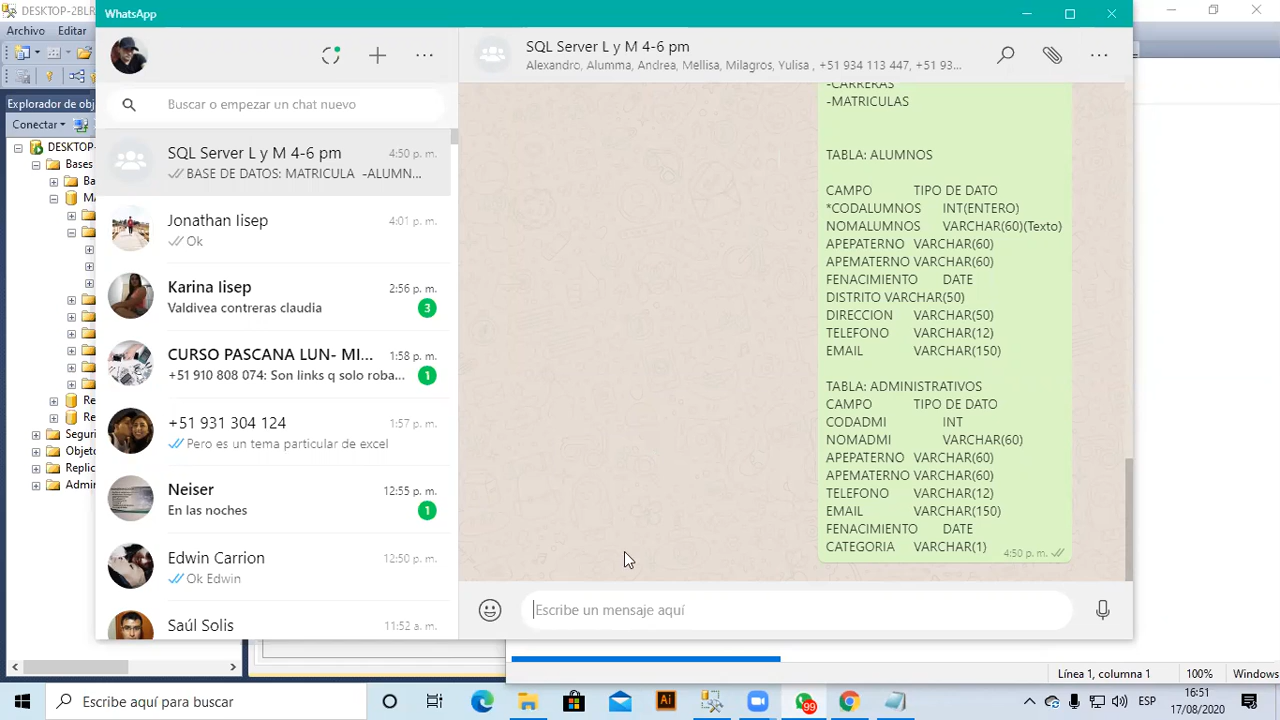 DESKTOP-2BLR
WhatsApp
Archivo Editar
SQL Server L y M 4-6 pm
Alexandro, Alumma, Andrea, Mellisa, Milagros, Yulisa , +51 934 113 447, +51 93...
Buscar o empezar un chat nuevo
Explorador de obje
Conectar
DESKTOP-
Bases
Ba
MA
Re
Re
Seguri
Objeto
Replic
Admir
SQL Server L y M 4-6 pm 4:50 p. m.
BASE DE DATOS: MATRICULA -ALUMN...
Jonathan Iisep 4:01 p. m.
Ok
Karina Iisep 2:56 p. m.
Valdivea contreras claudia 3
CURSO PASCANA LUN- MI... 1:58 p. m.
+51 910 808 074: Son links q solo roba... 1
+51 931 304 124 1:57 p. m.
Pero es un tema particular de excel
Neiser 12:55 p. m.
En las noches 1
Edwin Carrion 12:50 p. m.
Ok Edwin
Saúl Solis 11:52 a. m.
-CARRERAS
-MATRICULAS
TABLA: ALUMNOS
CAMPO TIPO DE DATO
*CODALUMNOS INT(ENTERO)
NOMALUMNOS VARCHAR(60)(Texto)
APEPATERNO VARCHAR(60)
APEMATERNO VARCHAR(60)
FENACIMIENTO DATE
DISTRITO VARCHAR(50)
DIRECCION VARCHAR(50)
TELEFONO VARCHAR(12)
EMAIL VARCHAR(150)
TABLA: ADMINISTRATIVOS
CAMPO TIPO DE DATO
CODADMI INT
NOMADMI VARCHAR(60)
APEPATERNO VARCHAR(60)
APEMATERNO VARCHAR(60)
TELEFONO VARCHAR(12)
EMAIL VARCHAR(150)
FENACIMIENTO DATE
CATEGORIA VARCHAR(1) 4:50 p. m.
Escribe un mensaje aquí
Línea 1, columna 1 100% Windows
Escribe aquí para buscar
Ai
99
ESP
16:51
17/08/2020